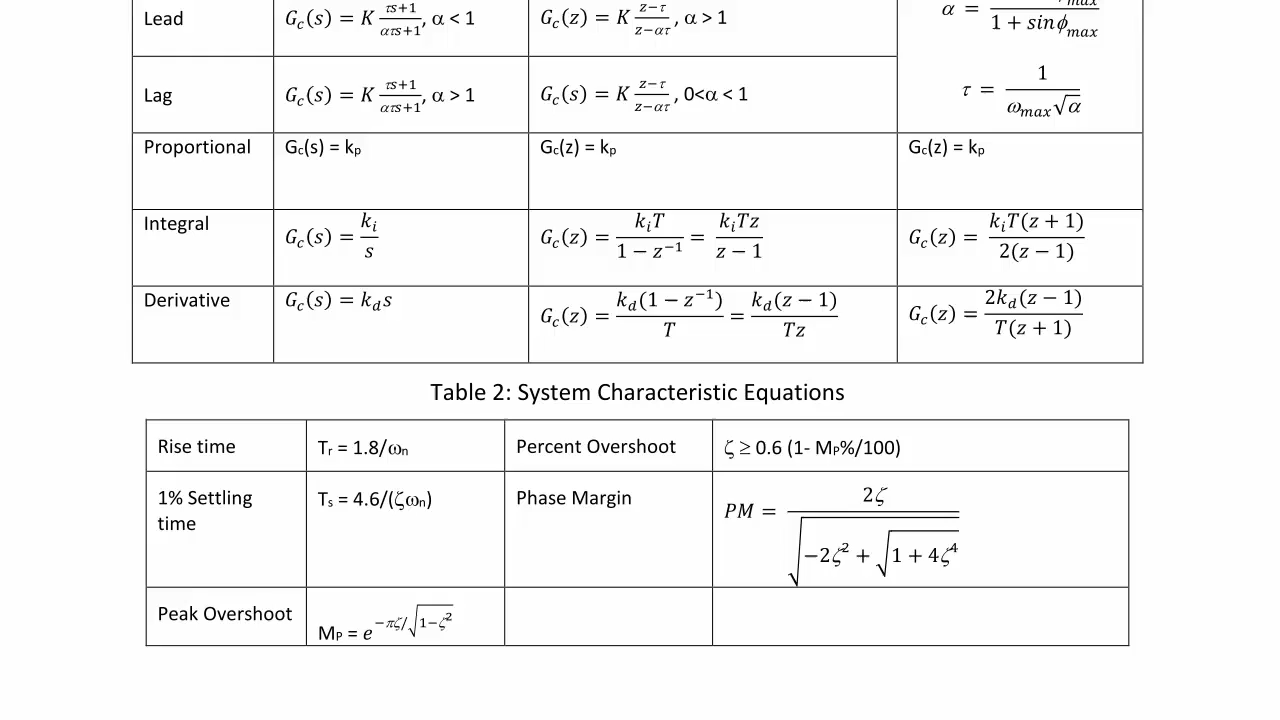 Lead G_c(s) = K (τs+1)/(ατs+1), α < 1 G_c(z) = K (z−τ)/(z−ατ) , α > 1 α = /(1 + sinϕ_max)
Lag G_c(s) = K (τs+1)/(ατs+1), α > 1 G_c(s) = K (z−τ)/(z−ατ) , 0<α < 1 τ = 1/(ω_max√α)
Proportional G_c(s) = k_p G_c(z) = k_p G_c(z) = k_p
Integral G_c(s) = k_i/s G_c(z) = k_iT/(1 − z^−1) = k_iTz/(z − 1) G_c(z) = k_iT(z + 1)/2(z − 1)
Derivative G_c(s) = k_d s G_c(z) = k_d(1 − z^−1)/T = k_d(z − 1)/Tz G_c(z) = 2k_d(z − 1)/T(z + 1)
Table 2: System Characteristic Equations
Rise time T_r = 1.8/ω_n Percent Overshoot ζ ≥ 0.6 (1- M_P%/100)
1% Settling time T_s = 4.6/(ζω_n) Phase Margin PM = 2ζ/√(−2ζ² + √(1 + 4ζ⁴))
Peak Overshoot M_P = e^(−πζ/√(1−ζ²))